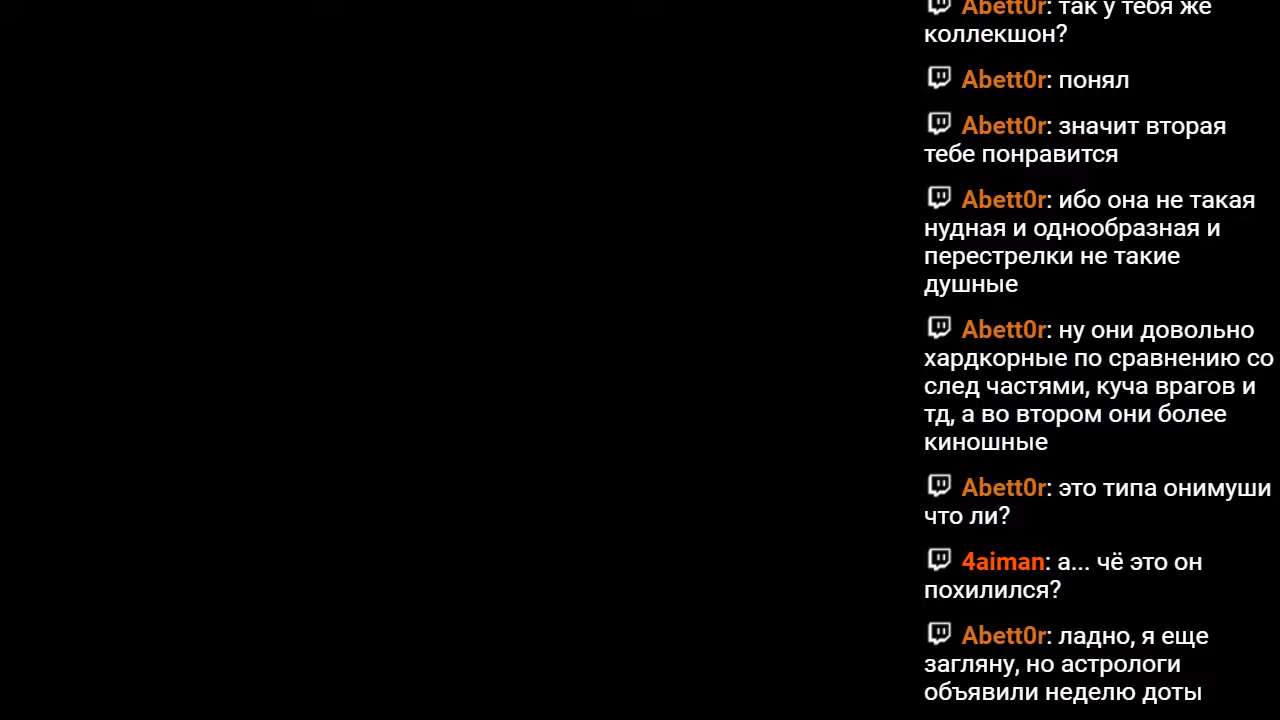 Abett0r: так у тебя же
коллекшон?
Abett0r: понял
Abett0r: значит вторая
тебе понравится
Abett0r: ибо она не такая
нудная и однообразная и
перестрелки не такие
душные
Abett0r: ну они довольно
хардкорные по сравнению со
след частями, куча врагов и
тд, а во втором они более
киношные
Abett0r: это типа онимуши
что ли?
4aiman: а... чё это он
похилился?
Abett0r: ладно, я еще
загляну, но астрологи
объявили неделю доты